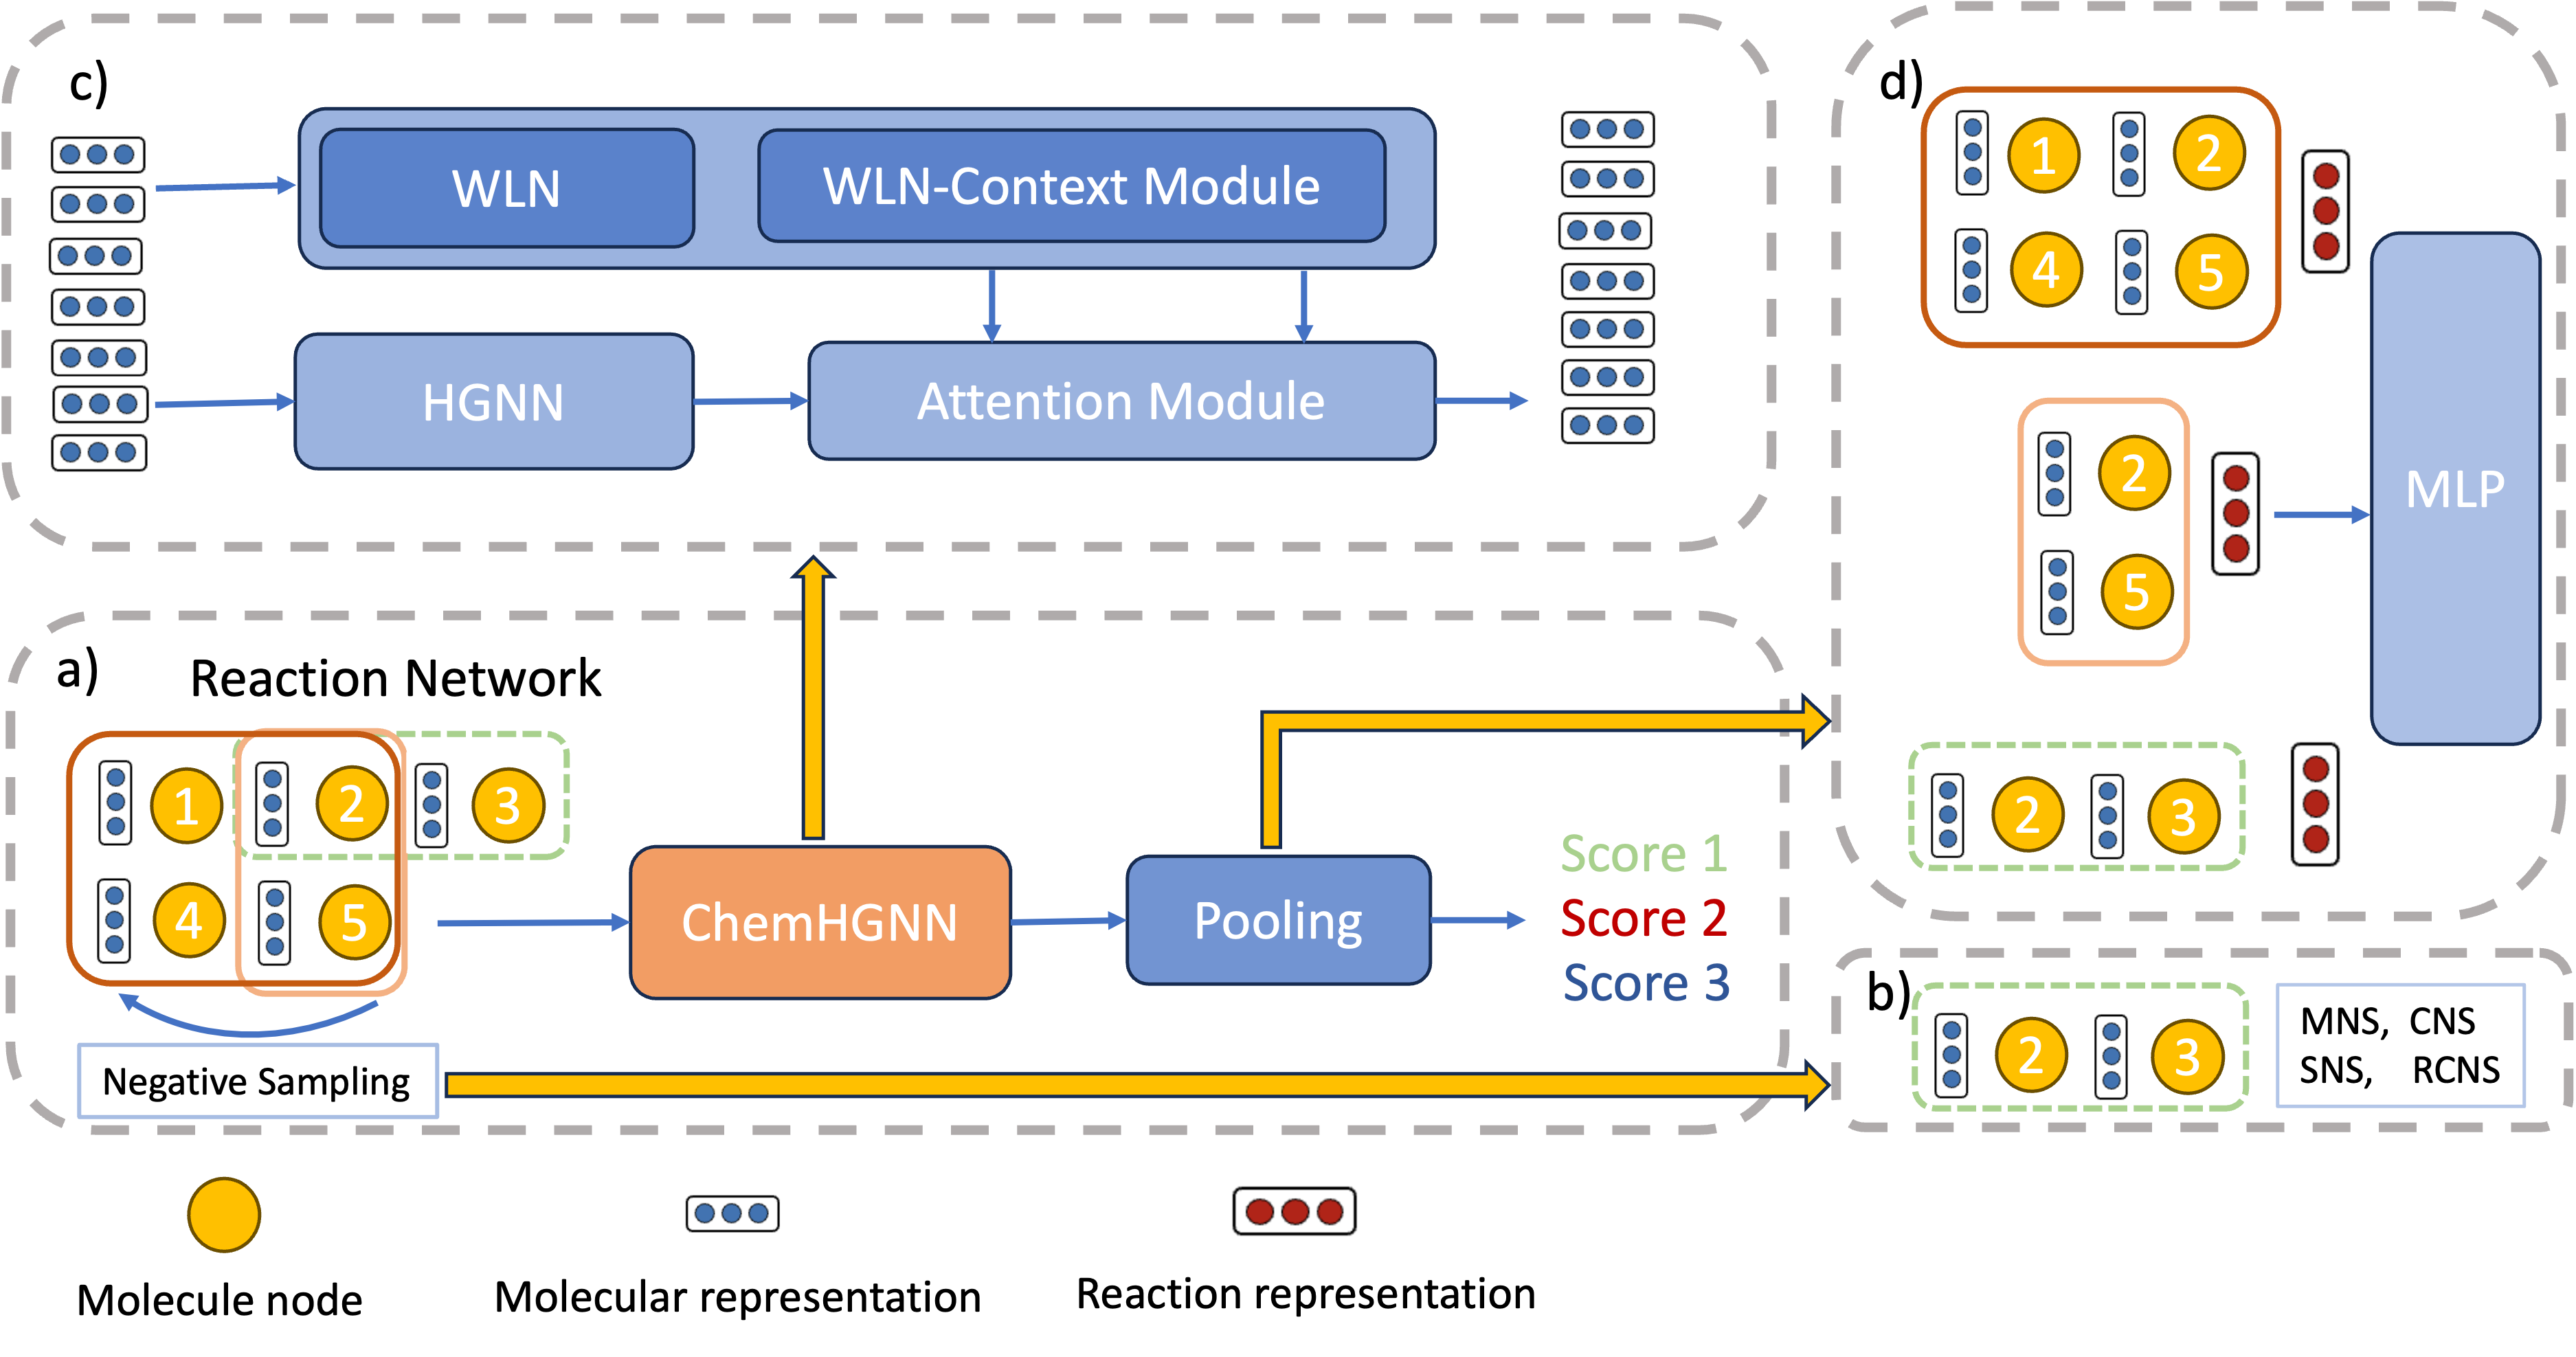 c)
WLN
WLN-Context Module
HGNN
Attention Module
a)
Reaction Network
1
2
3
4
5
ChemHGNN
Pooling
Score 1
Score 2
Score 3
Negative Sampling
d)
1
2
4
5
2
5
2
3
MLP
b)
2
3
MNS, CNS
SNS, RCNS
Molecule node
Molecular representation
Reaction representation